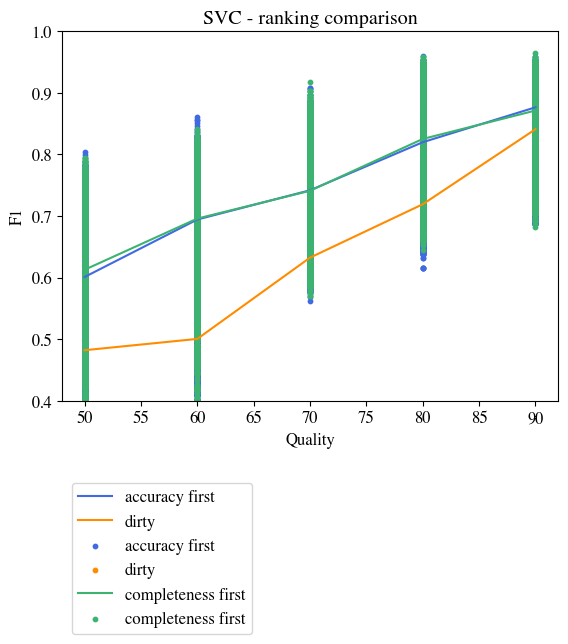 SVC - ranking comparison
1.0
0.9
0.8
0.7
0.6
0.5
0.4
F1
50 55 60 65 70 75 80 85 90
Quality
accuracy first
dirty
accuracy first
dirty
completeness first
completeness first